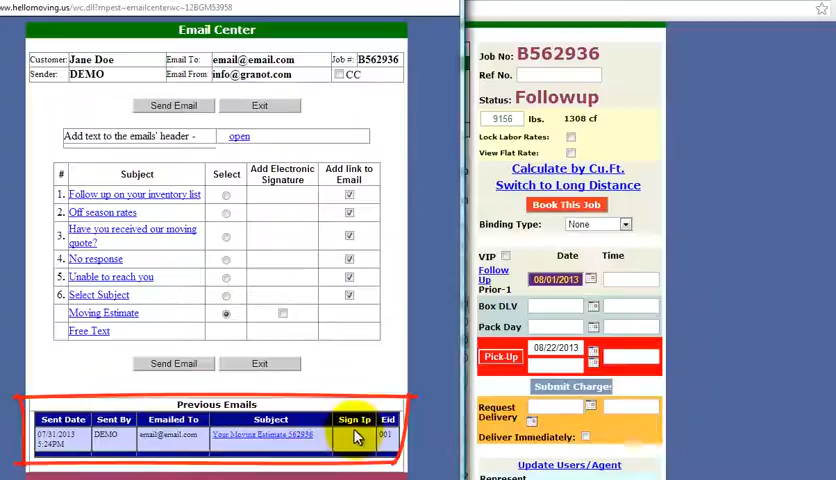 ww.hellomoving.us/wc.dll?mpest~emailcenterwc~12BGM53958
Email Center
Customer: Jane Doe Email To: email@email.com Job #: B562936
Sender: DEMO Email From: info@granot.com CC
Send Email Exit
Add text to the emails' header - open
# Subject Select Add Electronic Signature Add link to Email
1. Follow up on your inventory list
2. Off season rates
3. Have you received our moving quote?
4. No response
5. Unable to reach you
6. Select Subject
Moving Estimate
Free Text
Send Email Exit
Previous Emails
Sent Date Sent By Emailed To Subject Sign Ip Eid
07/31/2013 5:24PM DEMO email@email.com Your Moving Estimate 562936 001
Job No: B562936
Ref No.
Status: Followup
9156 lbs. 1308 cf
Lock Labor Rates:
View Flat Rate:
Calculate by Cu.Ft.
Switch to Long Distance
Book This Job
Binding Type: None
VIP Date Time
Follow Up Prior-1 08/01/2013
Box DLV
Pack Day
Pick-Up 08/22/2013
Submit Charge
Request Delivery
Deliver Immediately:
Update Users/Agent
Represent